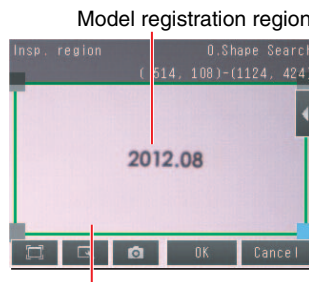 Model registration region
Insp. region 0.Shape Search
( 514, 108)-(1124, 424)
2012.08
OK Cancel